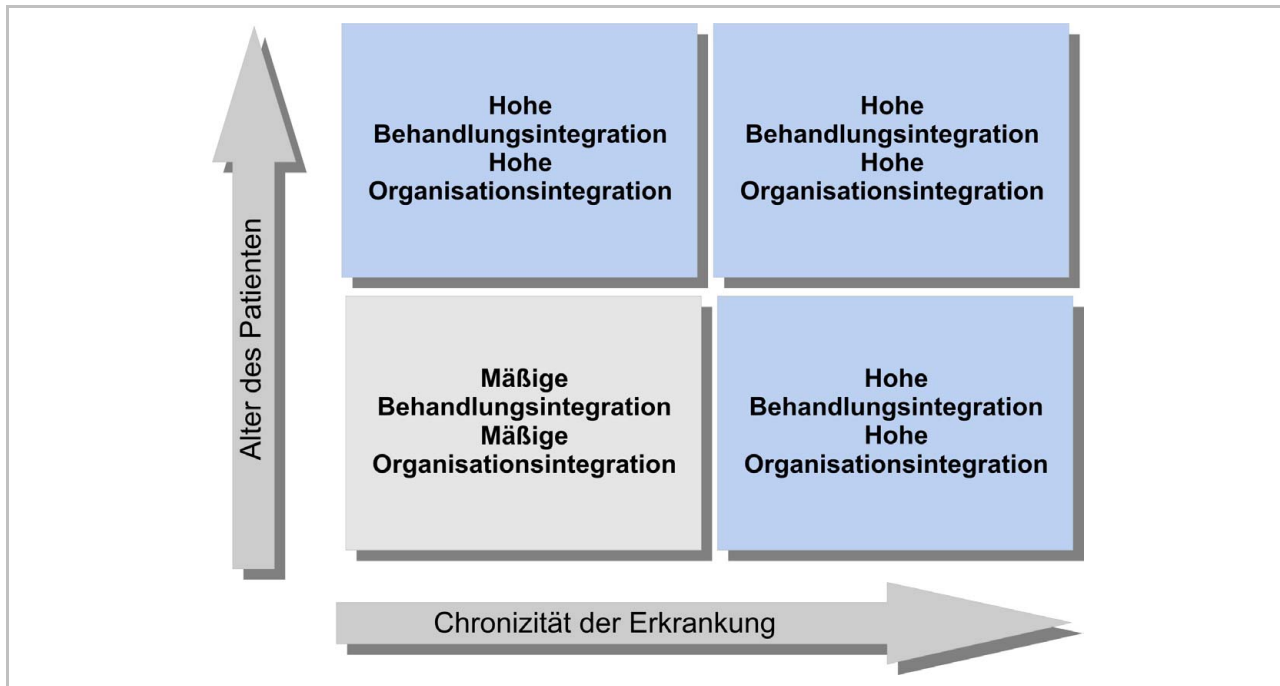 Hohe
Behandlungsintegration
Hohe
Organisationsintegration
Hohe
Behandlungsintegration
Hohe
Organisationsintegration
Alter des Patienten
Mäßige
Behandlungsintegration
Mäßige
Organisationsintegration
Hohe
Behandlungsintegration
Hohe
Organisationsintegration
Chronizität der Erkrankung